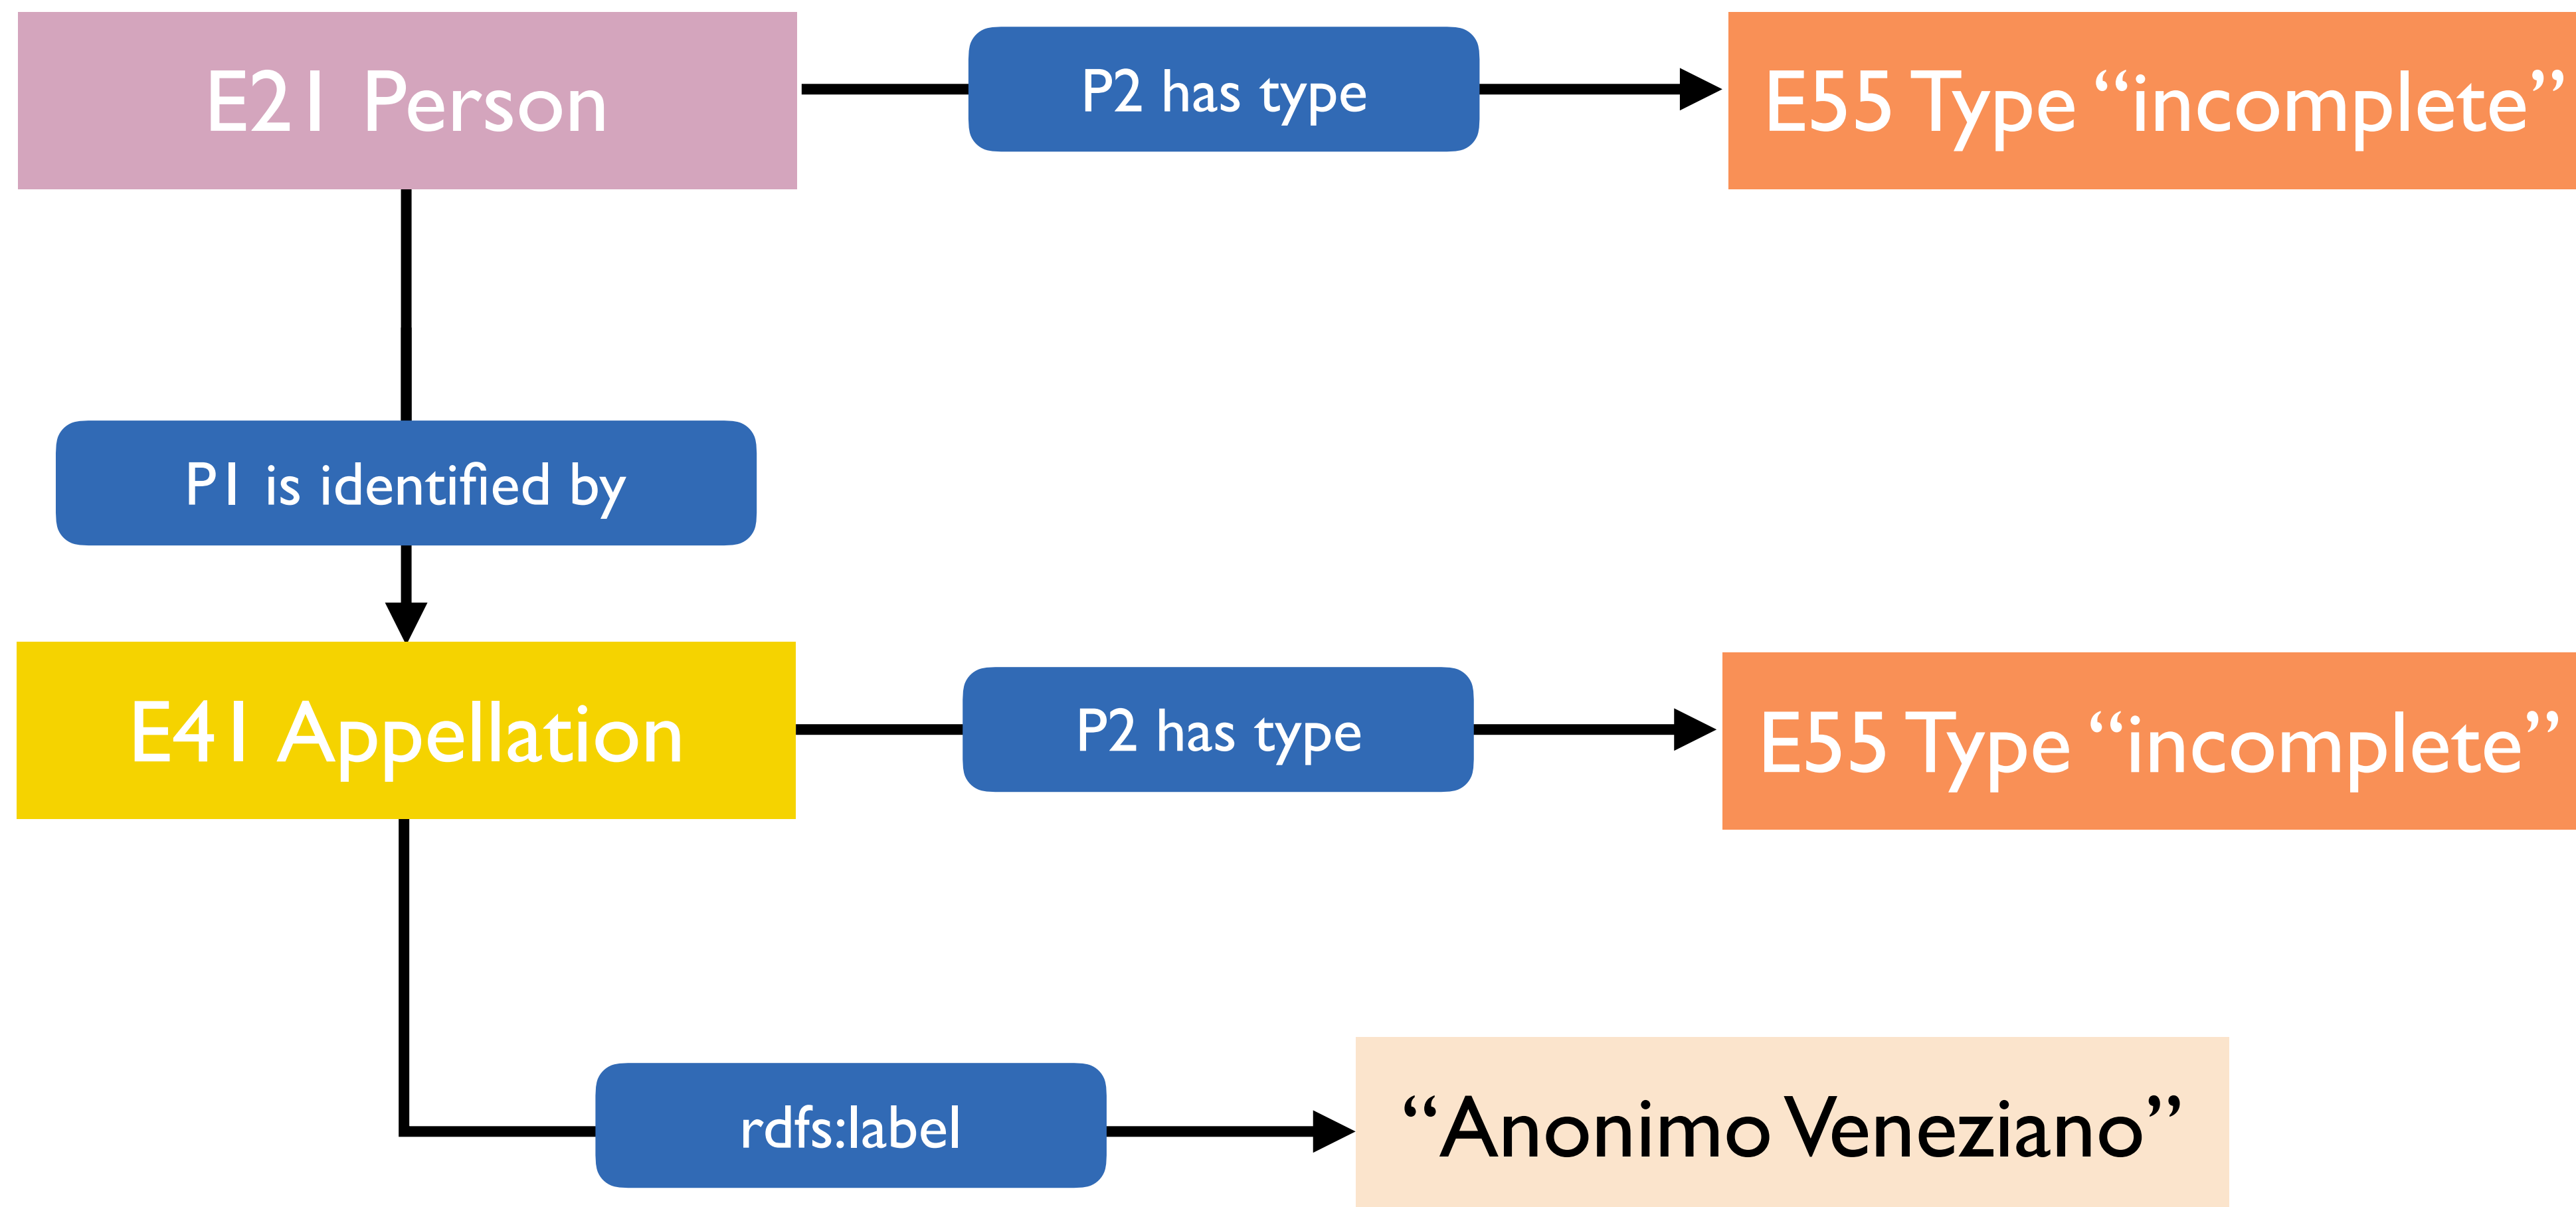 E21 Person
P2 has type
E55 Type “incomplete”
P1 is identified by
E41 Appellation
P2 has type
E55 Type “incomplete”
rdfs:label
“Anonimo Veneziano”